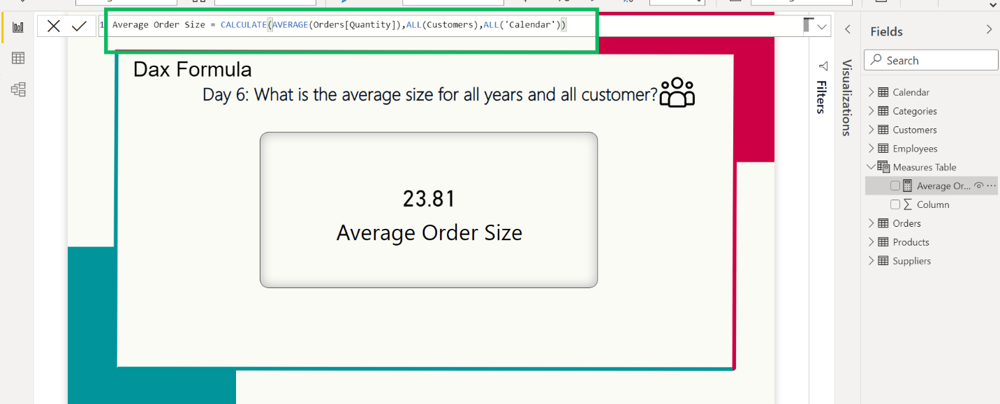 1 Average Order Size = CALCULATE(AVERAGE(Orders[Quantity]),ALL(Customers),ALL('Calendar'))
Dax Formula
Day 6: What is the average size for all years and all customer?
23.81
Average Order Size
Filters
Visualizations
Fields
Search
Calendar
Categories
Customers
Employees
Measures Table
Average Or...
Column
Orders
Products
Suppliers